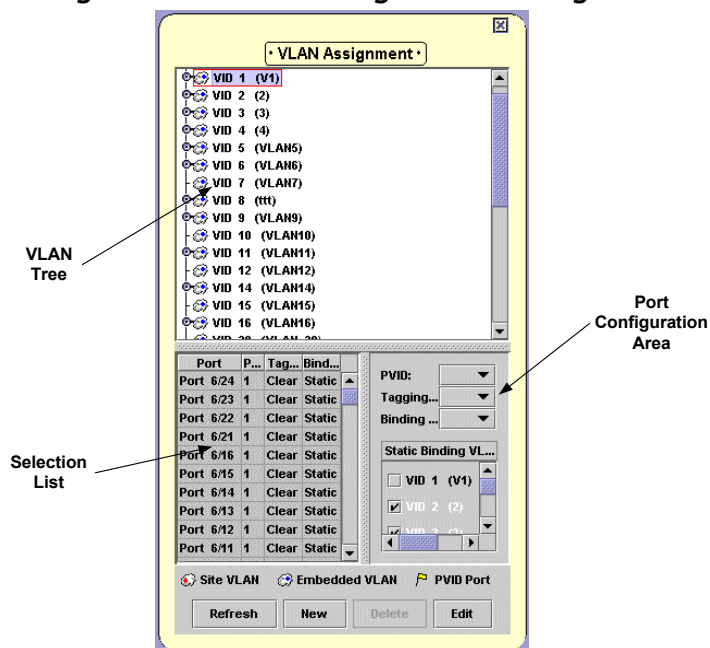 VLAN Assignment
VID 1 (V1)
VID 2 (2)
VID 3 (3)
VID 4 (4)
VID 5 (VLAN5)
VID 6 (VLAN6)
VID 7 (VLAN7)
VID 8 (ttt)
VID 9 (VLAN9)
VID 10 (VLAN10)
VID 11 (VLAN11)
VID 12 (VLAN12)
VID 14 (VLAN14)
VID 15 (VLAN15)
VID 16 (VLAN16)
VLAN
Tree
Port
Configuration
Area
Port P... Tag... Bind...
Port 6/24 1 Clear Static
Port 6/23 1 Clear Static
Port 6/22 1 Clear Static
Port 6/21 1 Clear Static
Port 6/16 1 Clear Static
Port 6/15 1 Clear Static
Port 6/14 1 Clear Static
Port 6/13 1 Clear Static
Port 6/12 1 Clear Static
Port 6/11 1 Clear Static
Selection
List
PVID:
Tagging...
Binding ...
Static Binding VL...
VID 1 (V1)
VID 2 (2)
Site VLAN Embedded VLAN PVID Port
Refresh New Delete Edit